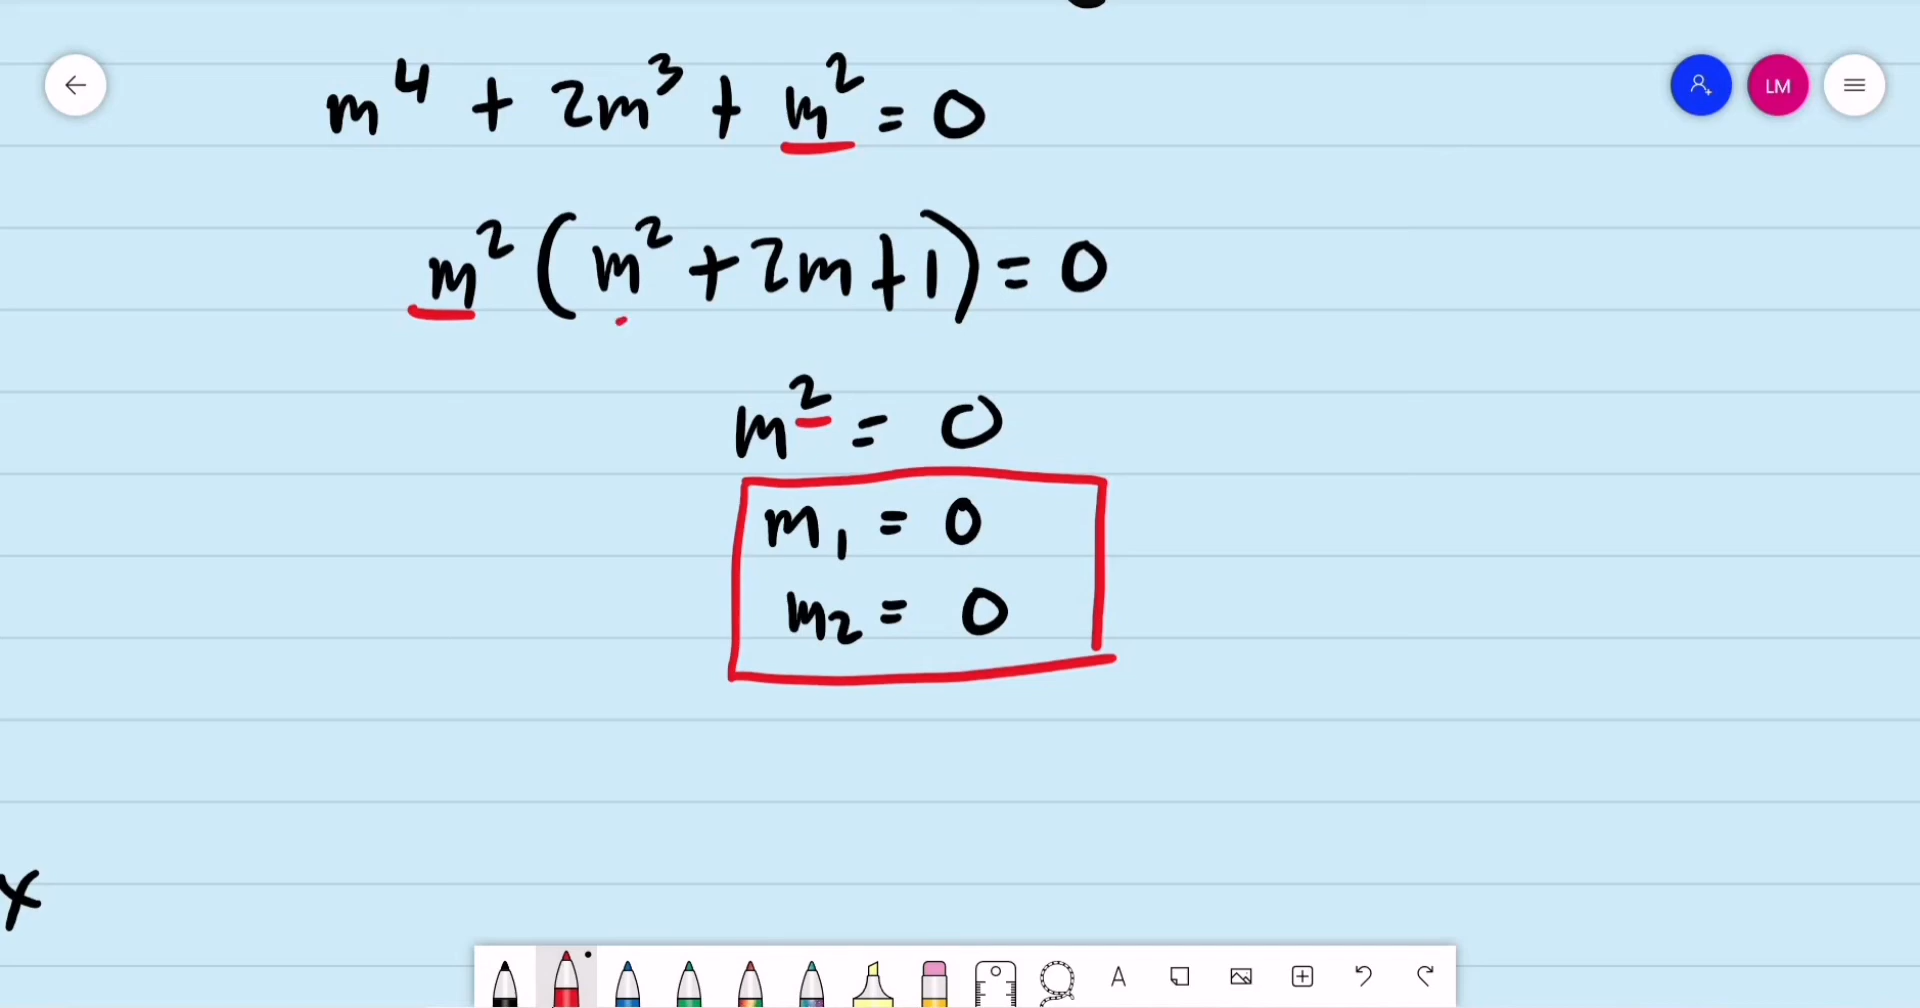 LM
m⁴ + 2m³ + m² = 0
m² (m² + 2m + 1) = 0
m² = 0
m₁ = 0
m₂ = 0
x
A